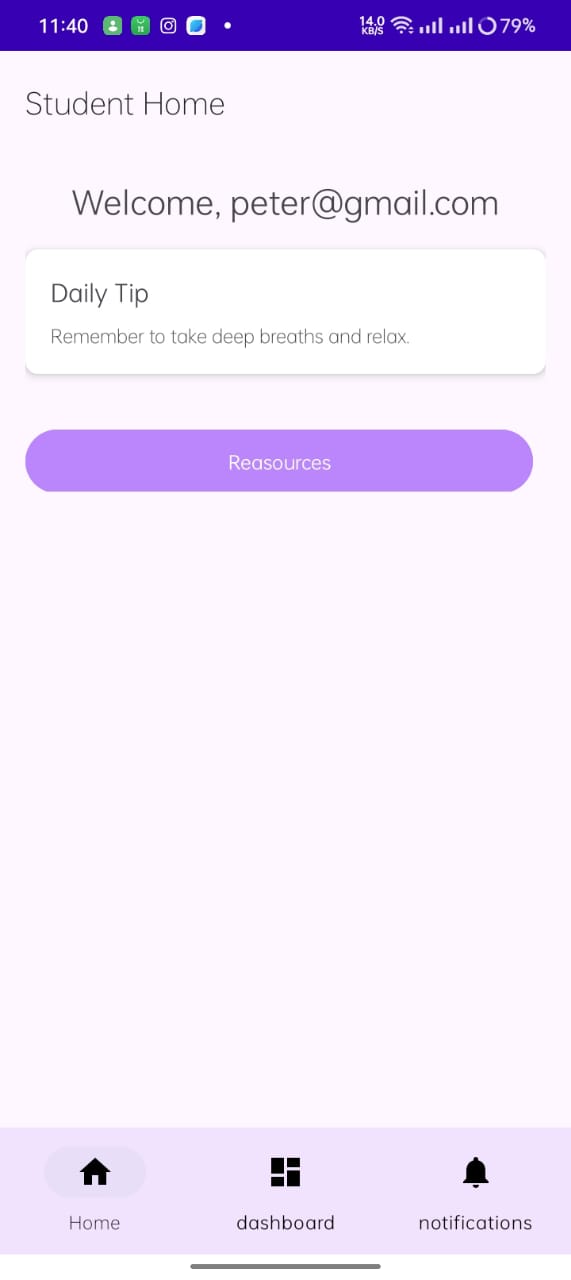 11:40
14.0
KB/S
79%
Student Home
Welcome, peter@gmail.com
Daily Tip
Remember to take deep breaths and relax.
Reasources
Home
dashboard
notifications